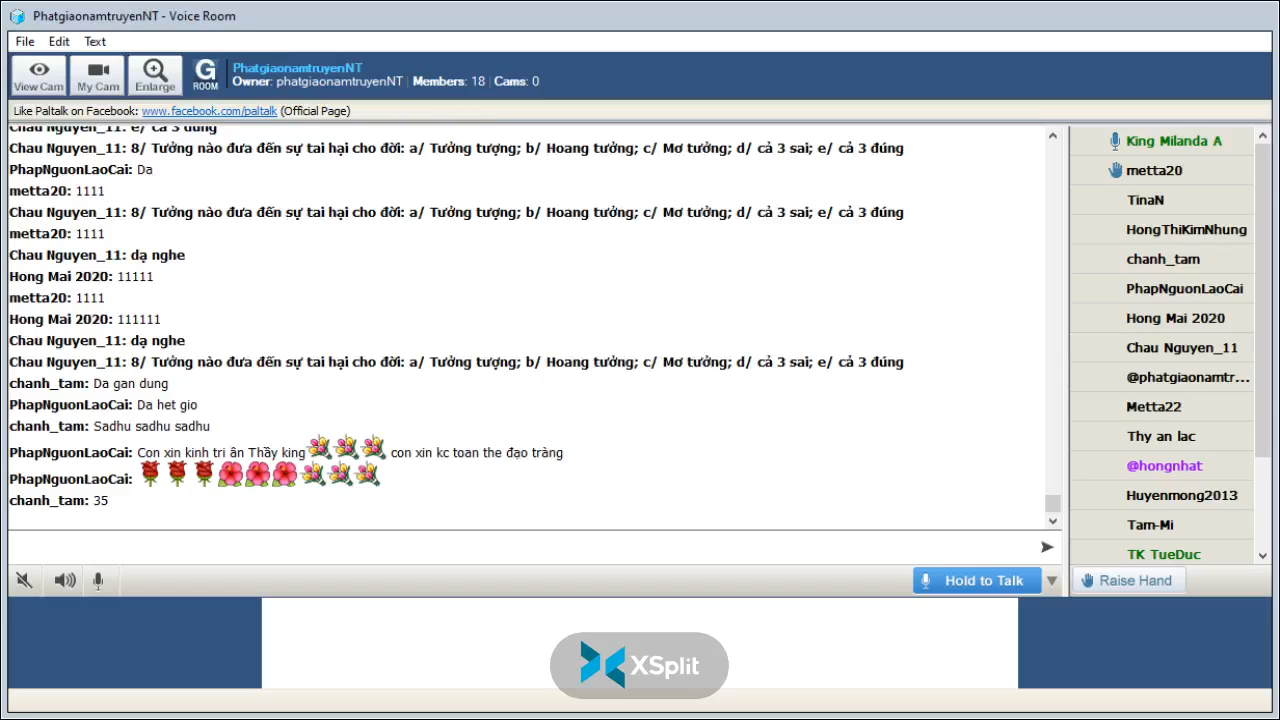 PhatgiaonamtruyenNT - Voice Room
File Edit Text
View Cam My Cam Enlarge G ROOM
PhatgiaonamtruyenNT
Owner: phatgiaonamtruyenNT | Members: 18 | Cams: 0
Like Paltalk on Facebook: www.facebook.com/paltalk (Official Page)
Chau Nguyen_11: e/ cả 3 đúng
Chau Nguyen_11: 8/ Tưởng nào đưa đến sự tai hại cho đời: a/ Tưởng tượng; b/ Hoang tưởng; c/ Mơ tưởng; d/ cả 3 sai; e/ cả 3 đúng
PhapNguonLaoCai: Da
metta20: 1111
Chau Nguyen_11: 8/ Tưởng nào đưa đến sự tai hại cho đời: a/ Tưởng tượng; b/ Hoang tưởng; c/ Mơ tưởng; d/ cả 3 sai; e/ cả 3 đúng
metta20: 1111
Chau Nguyen_11: dạ nghe
Hong Mai 2020: 11111
metta20: 1111
Hong Mai 2020: 111111
Chau Nguyen_11: dạ nghe
Chau Nguyen_11: 8/ Tưởng nào đưa đến sự tai hại cho đời: a/ Tưởng tượng; b/ Hoang tưởng; c/ Mơ tưởng; d/ cả 3 sai; e/ cả 3 đúng
chanh_tam: Da gan dung
PhapNguonLaoCai: Da het gio
chanh_tam: Sadhu sadhu sadhu
PhapNguonLaoCai: Con xin kinh tri ân Thầy king con xin kc toan the đạo tràng
PhapNguonLaoCai:
chanh_tam: 35
King Milanda A
metta20
TinaN
HongThiKimNhung
chanh_tam
PhapNguonLaoCai
Hong Mai 2020
Chau Nguyen_11
@phatgiaonamtr...
Metta22
Thy an lac
@hongnhat
Huyenmong2013
Tam-Mi
TK TueDuc
Hold to Talk
Raise Hand
XSplit